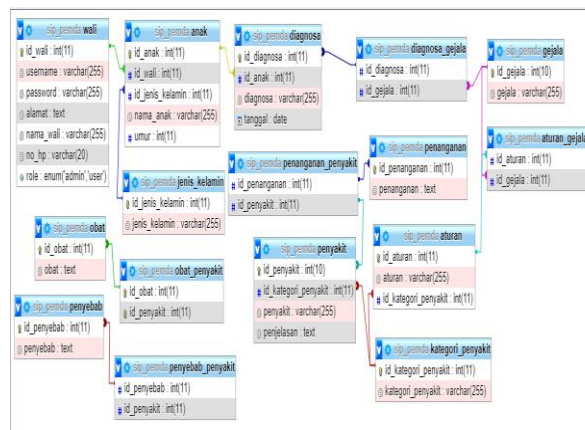 sip_pemda wali
id_wali : int(11)
username : varchar(255)
password : varchar(255)
alamat : text
nama_wali : varchar(255)
no_hp : varchar(20)
role : enum('admin','user')
sip_pemda anak
id_anak : int(11)
id_wali : int(11)
id_jenis_kelamin : int(11)
nama_anak : varchar(255)
umur : int(11)
sip_pemda diagnosa
id_diagnosa : int(11)
id_anak : int(11)
diagnosa : varchar(255)
tanggal : date
sip_pemda diagnosa_gejala
id_diagnosa : int(11)
id_gejala : int(11)
sip_pemda gejala
id_gejala : int(10)
gejala : varchar(255)
sip_pemda aturan_gejala
id_aturan : int(11)
id_gejala : int(11)
sip_pemda jenis_kelamin
id_jenis_kelamin : int(11)
jenis_kelamin : varchar(255)
sip_pemda penanganan_penyakit
id_penanganan : int(11)
id_penyakit : int(11)
sip_pemda penanganan
id_penanganan : int(11)
penanganan : text
sip_pemda obat
id_obat : int(11)
obat : text
sip_pemda obat_penyakit
id_obat : int(11)
id_penyakit : int(11)
sip_pemda penyakit
id_penyakit : int(10)
id_kategori_penyakit : int(11)
penyakit : varchar(255)
penjelasan : text
sip_pemda aturan
id_aturan : int(11)
aturan : varchar(255)
id_kategori_penyakit : int(11)
sip_pemda penyebab
id_penyebab : int(11)
penyebab : text
sip_pemda penyebab_penyakit
id_penyebab : int(11)
id_penyakit : int(11)
sip_pemda kategori_penyakit
id_kategori_penyakit : int(11)
kategori_penyakit : varchar(255)